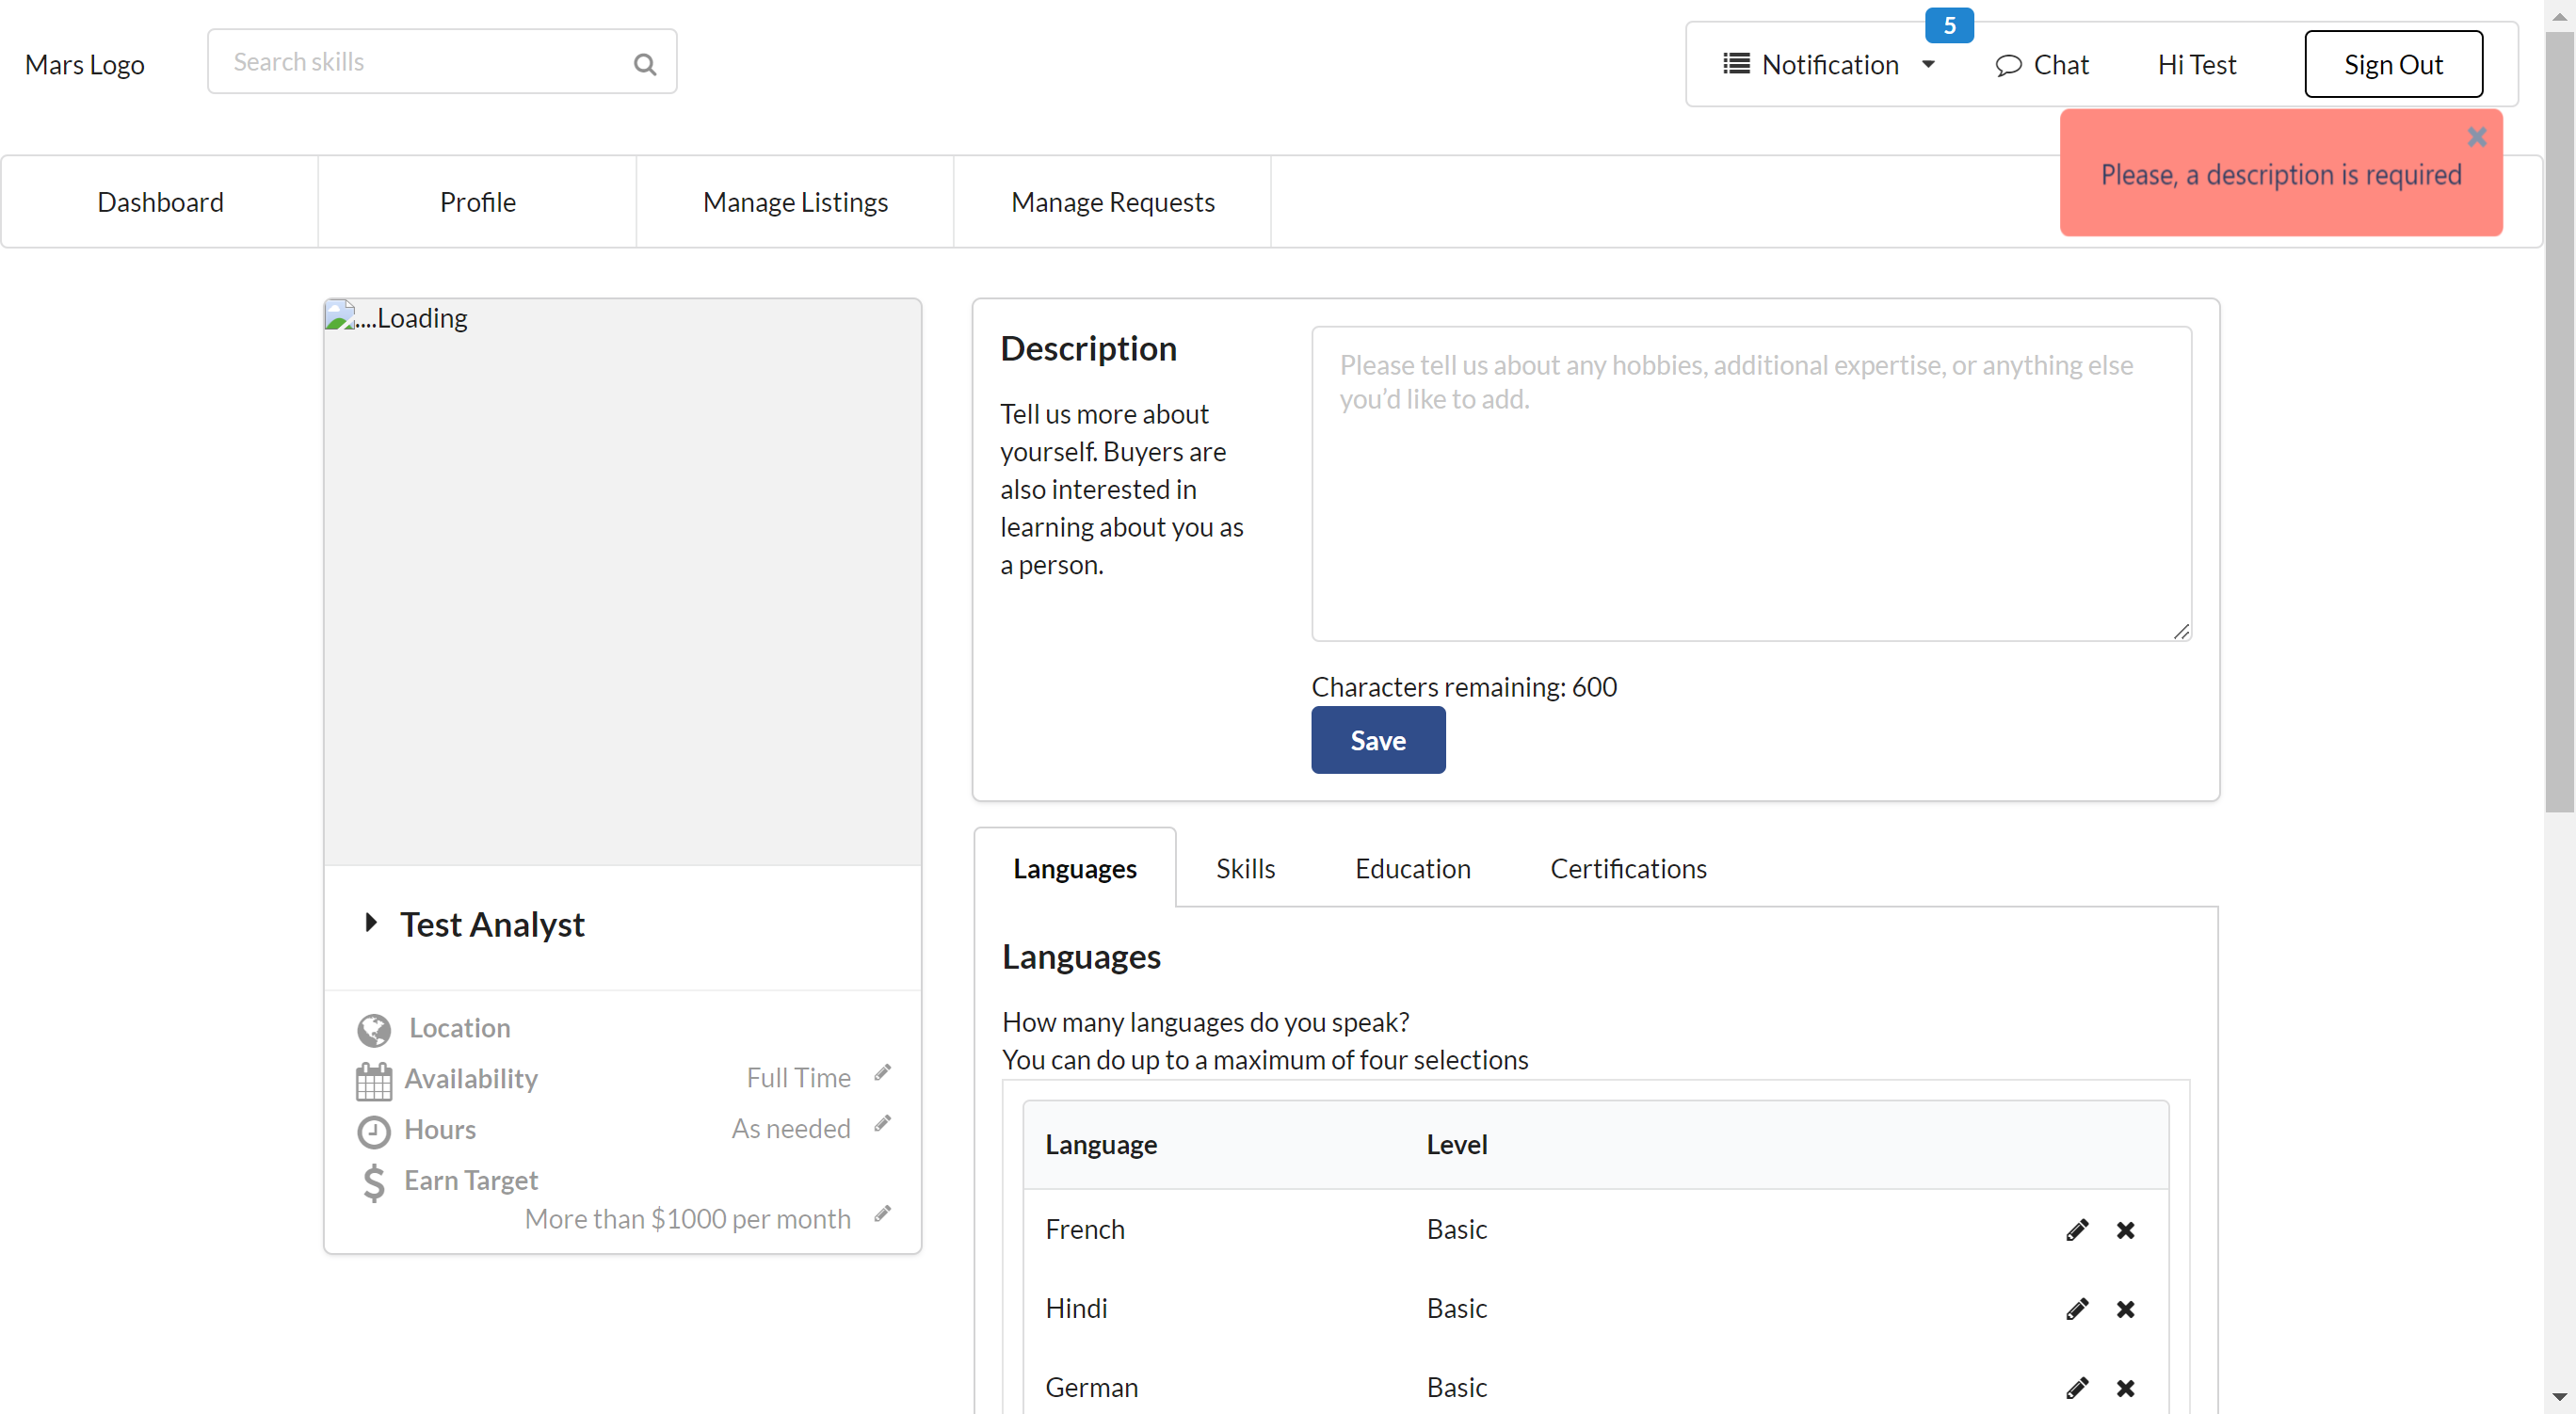 Mars Logo
Search skills
5
Notification
Chat
Hi Test
Sign Out
Please, a description is required
Dashboard
Profile
Manage Listings
Manage Requests
....Loading
Test Analyst
Location
Availability
Full Time
Hours
As needed
Earn Target
More than $1000 per month
Description
Tell us more about
yourself. Buyers are
also interested in
learning about you as
a person.
Please tell us about any hobbies, additional expertise, or anything else
you’d like to add.
Characters remaining: 600
Save
Languages
Skills
Education
Certifications
Languages
How many languages do you speak?
You can do up to a maximum of four selections
Language
Level
French
Basic
Hindi
Basic
German
Basic